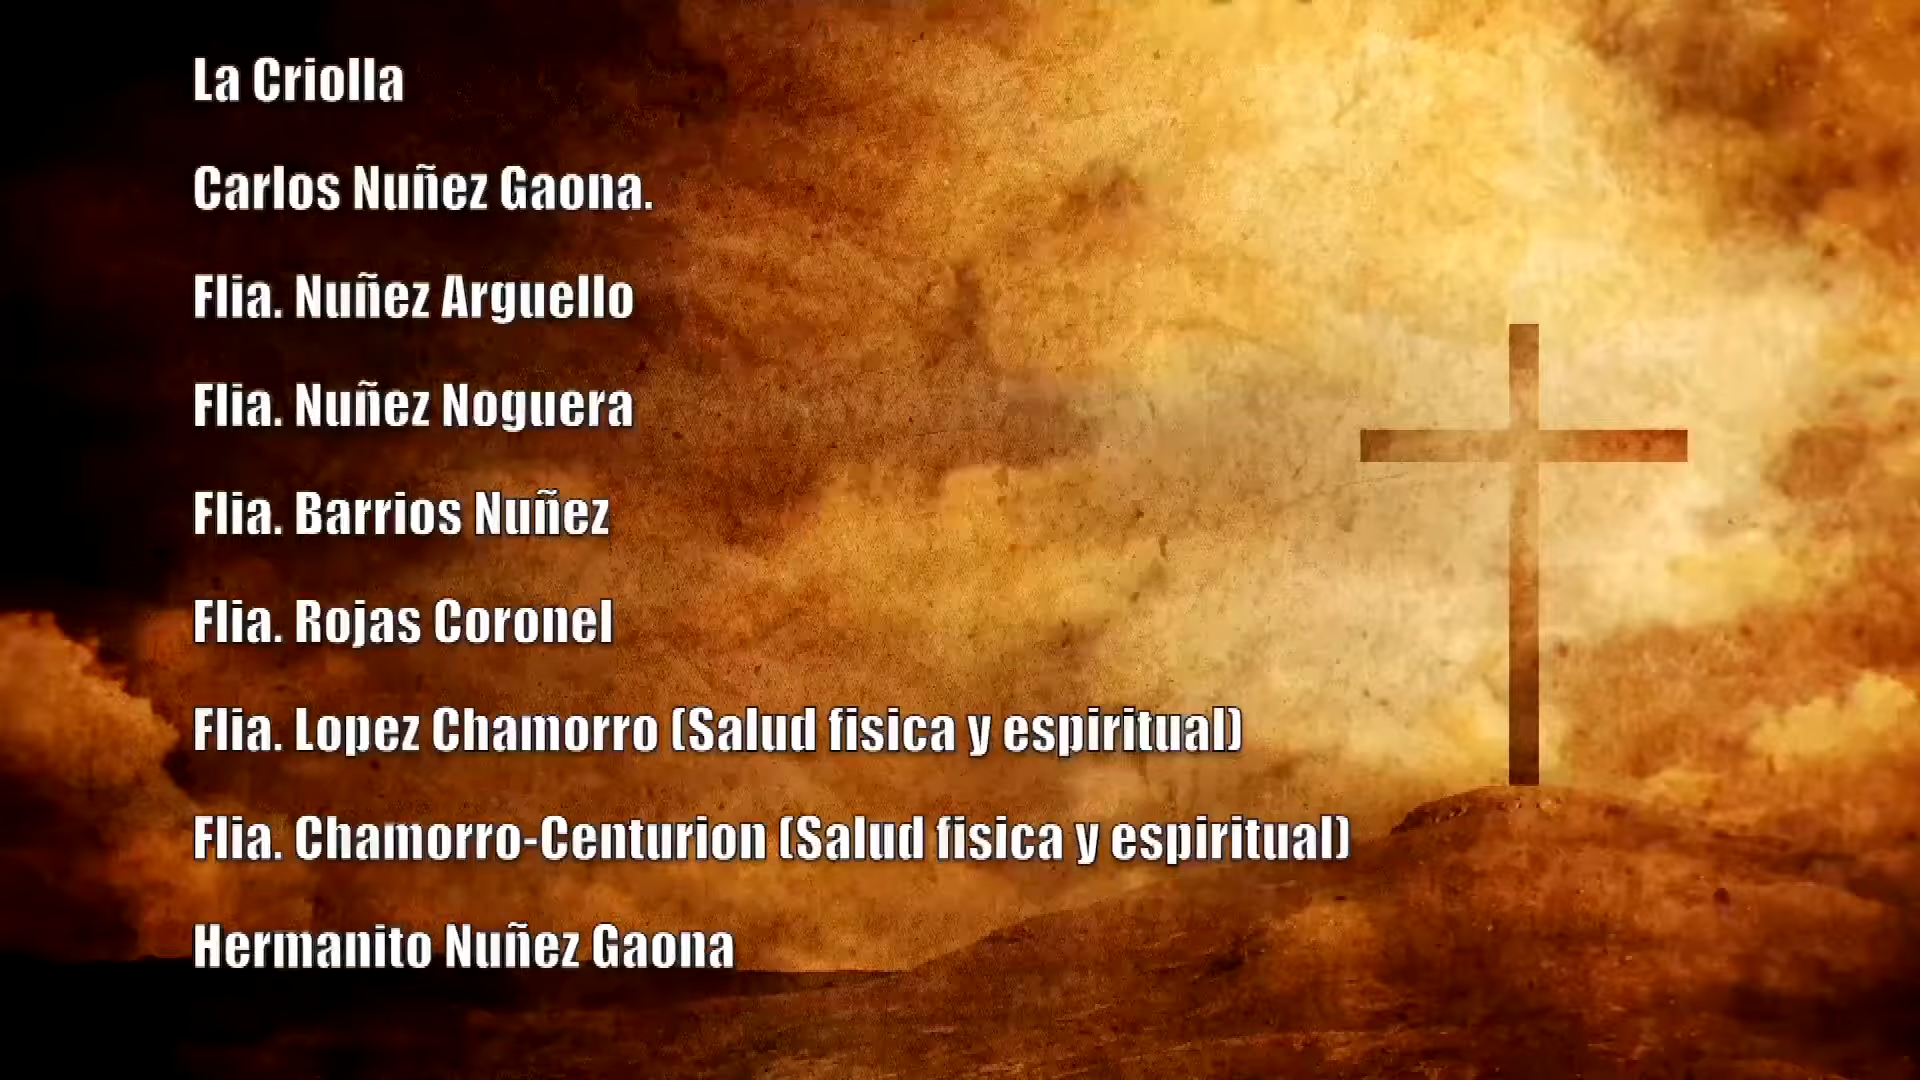 La Criolla
Carlos Nuñez Gaona.
Flia. Nuñez Arguello
Flia. Nuñez Noguera
Flia. Barrios Nuñez
Flia. Rojas Coronel
Flia. Lopez Chamorro (Salud fisica y espiritual)
Flia. Chamorro-Centurion (Salud fisica y espiritual)
Hermanito Nuñez Gaona